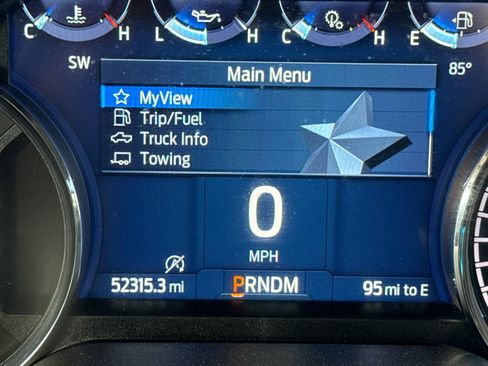 C H L H C H E
SW Main Menu 85°
MyView
Trip/Fuel
Truck Info
Towing
0
MPH
52315.3 mi PRNDM 95 mi to E